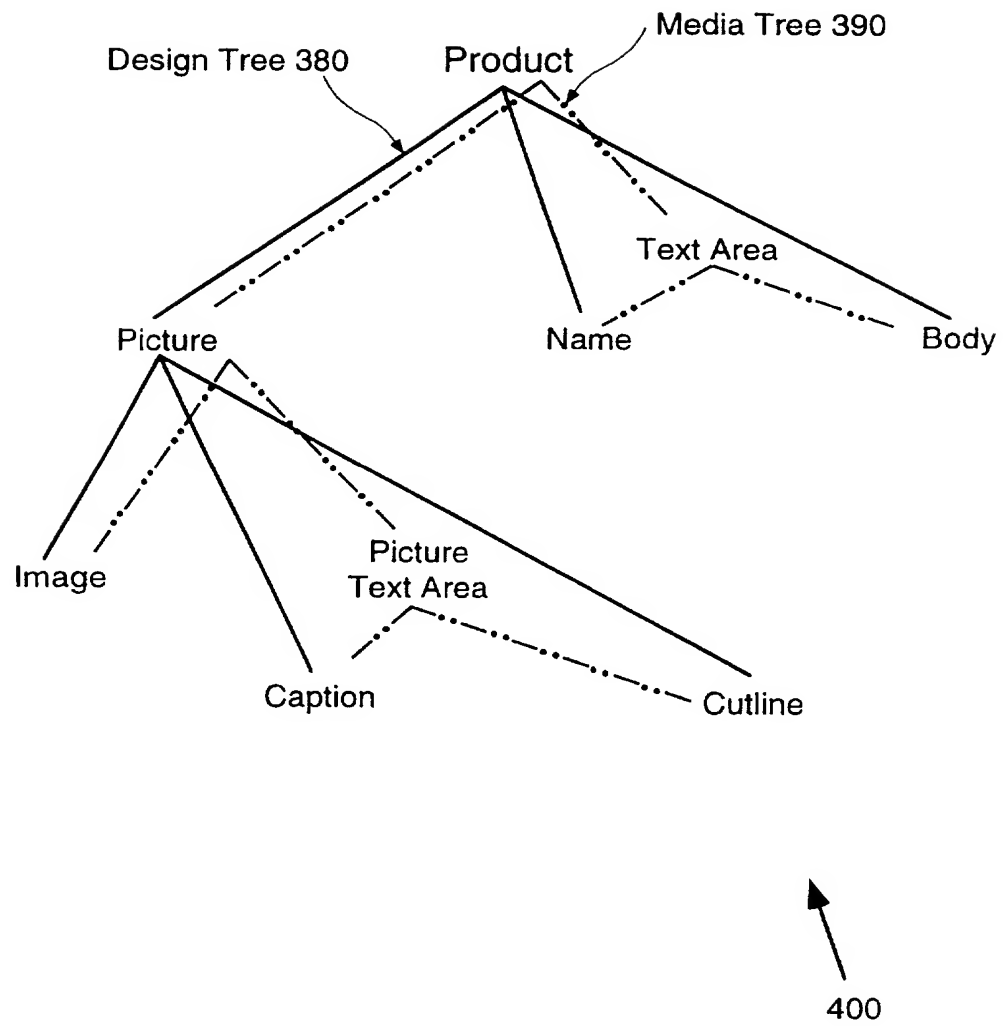 Media Tree 390
Design Tree 380
Product
Text Area
Picture
Name
Body
Picture
Text Area
Image
Caption
Cutline
400